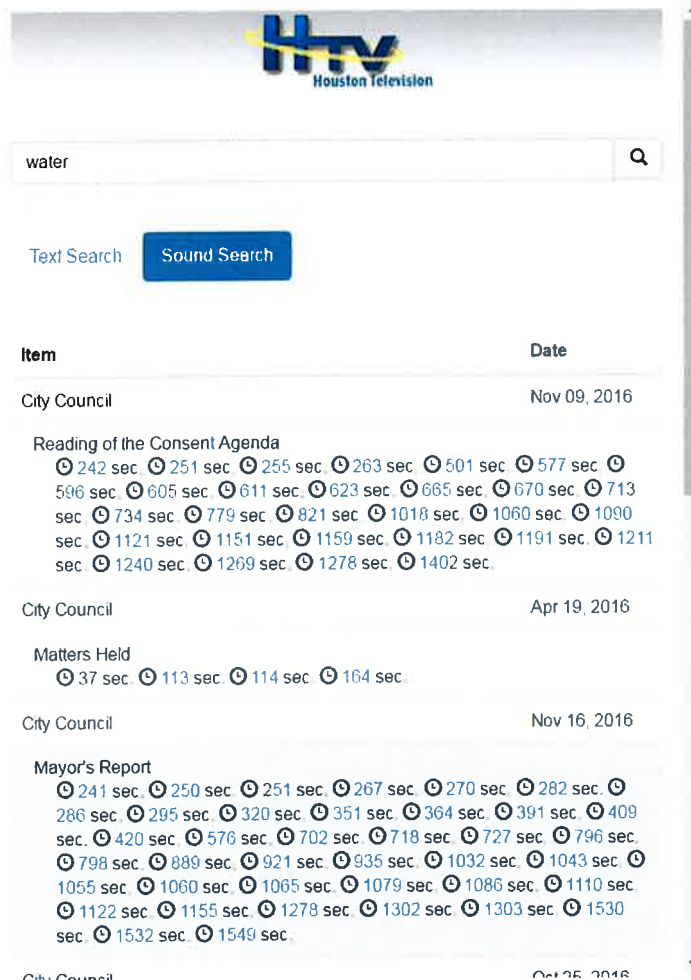 HTV
Houston Television
water
Text Search Sound Search
Item Date
City Council Nov 09, 2016
Reading of the Consent Agenda
242 sec. 251 sec. 255 sec. 263 sec. 501 sec. 577 sec.
596 sec. 605 sec. 611 sec. 623 sec. 665 sec. 670 sec. 713
sec. 734 sec. 779 sec. 821 sec. 1018 sec. 1060 sec. 1090
sec. 1121 sec. 1151 sec. 1159 sec. 1182 sec. 1191 sec. 1211
sec. 1240 sec. 1269 sec. 1278 sec. 1402 sec.
City Council Apr 19, 2016
Matters Held
37 sec. 113 sec. 114 sec. 164 sec.
City Council Nov 16, 2016
Mayor's Report
241 sec. 250 sec. 251 sec. 267 sec. 270 sec. 282 sec.
286 sec. 295 sec. 320 sec. 351 sec. 364 sec. 391 sec. 409
sec. 420 sec. 576 sec. 702 sec. 718 sec. 727 sec. 796 sec.
798 sec. 889 sec. 921 sec. 935 sec. 1032 sec. 1043 sec.
1055 sec. 1060 sec. 1065 sec. 1079 sec. 1086 sec. 1110 sec.
1122 sec. 1155 sec. 1278 sec. 1302 sec. 1303 sec. 1530
sec. 1532 sec. 1549 sec.
City Council Oct 25, 2016